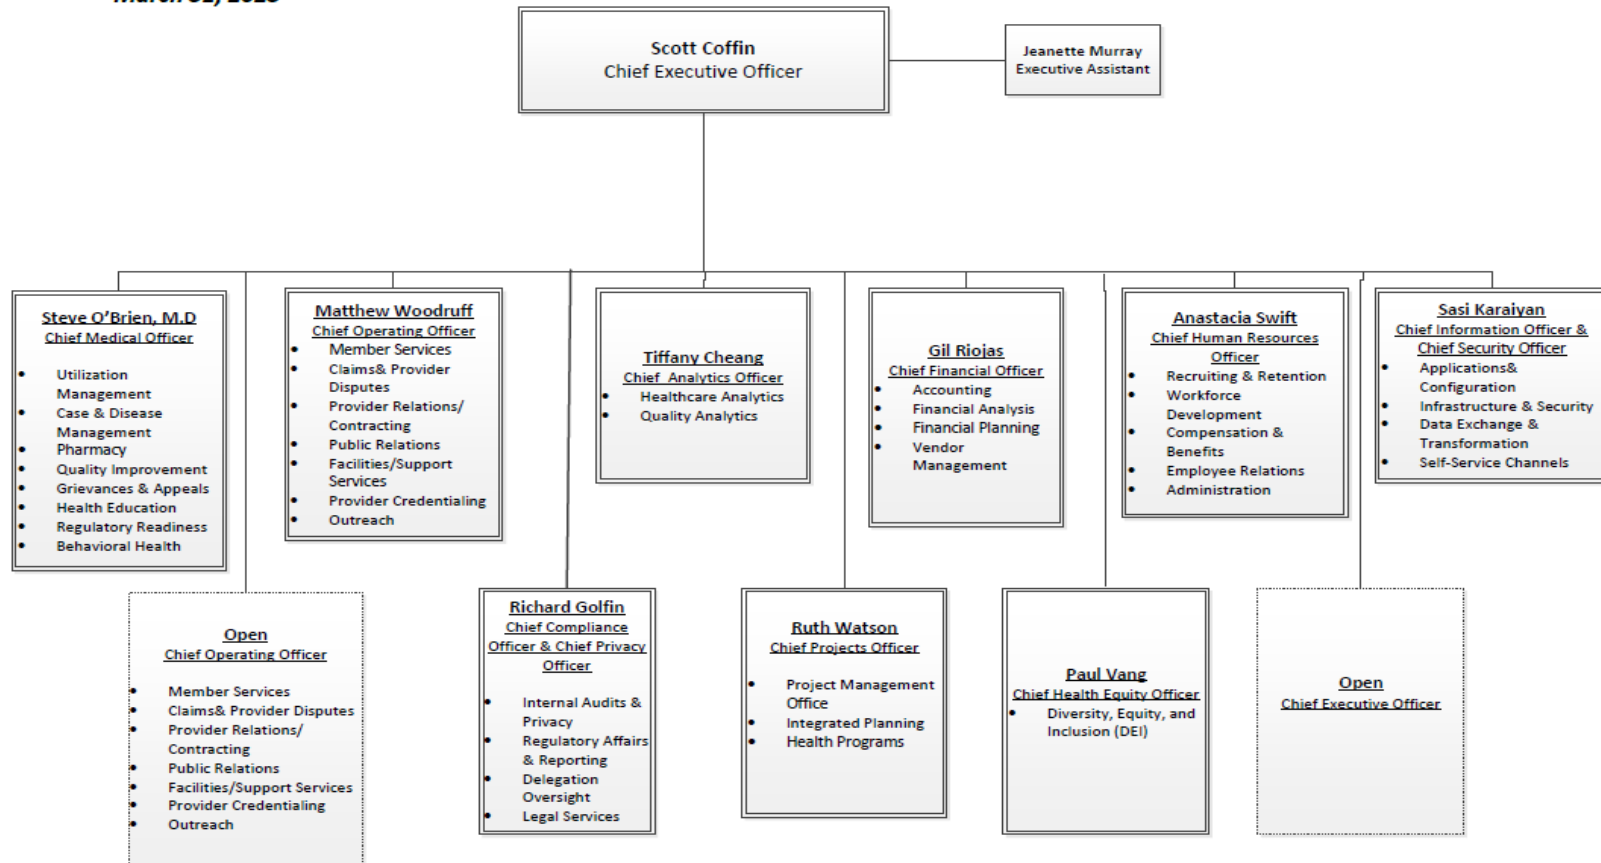 Scott Coffin
Chief Executive Officer
Jeanette Murray
Executive Assistant
Steve O'Brien, M.D
Chief Medical Officer
• Utilization
Management
• Case & Disease
Management
• Pharmacy
• Quality Improvement
• Grievances & Appeals
• Health Education
• Regulatory Readiness
• Behavioral Health
Matthew Woodruff
Chief Operating Officer
• Member Services
• Claims& Provider
Disputes
• Provider Relations/
Contracting
• Public Relations
• Facilities/Support
Services
• Provider Credentialing
• Outreach
Tiffany Cheang
Chief Analytics Officer
• Healthcare Analytics
• Quality Analytics
Gil Riojas
Chief Financial Officer
• Accounting
• Financial Analysis
• Financial Planning
• Vendor
Management
Anastacia Swift
Chief Human Resources
Officer
• Recruiting & Retention
• Workforce
Development
• Compensation &
Benefits
• Employee Relations
• Administration
Sasi Karaiyan
Chief Information Officer &
Chief Security Officer
• Applications&
Configuration
• Infrastructure & Security
• Data Exchange &
Transformation
• Self-Service Channels
Open
Chief Operating Officer
• Member Services
• Claims& Provider Disputes
• Provider Relations/
Contracting
• Public Relations
• Facilities/Support Services
• Provider Credentialing
• Outreach
Richard Golfin
Chief Compliance
Officer & Chief Privacy
Officer
• Internal Audits &
Privacy
• Regulatory Affairs
& Reporting
• Delegation
Oversight
• Legal Services
Ruth Watson
Chief Projects Officer
• Project Management
Office
• Integrated Planning
• Health Programs
Paul Vang
Chief Health Equity Officer
• Diversity, Equity, and
Inclusion (DEI)
Open
Chief Executive Officer